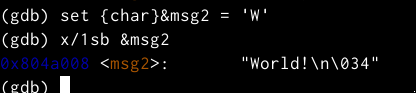 (gdb) set {char}&msg2 = 'W'
(gdb) x/1sb &msg2
0x804a008 <msg2>: "World!\n\034"
(gdb)